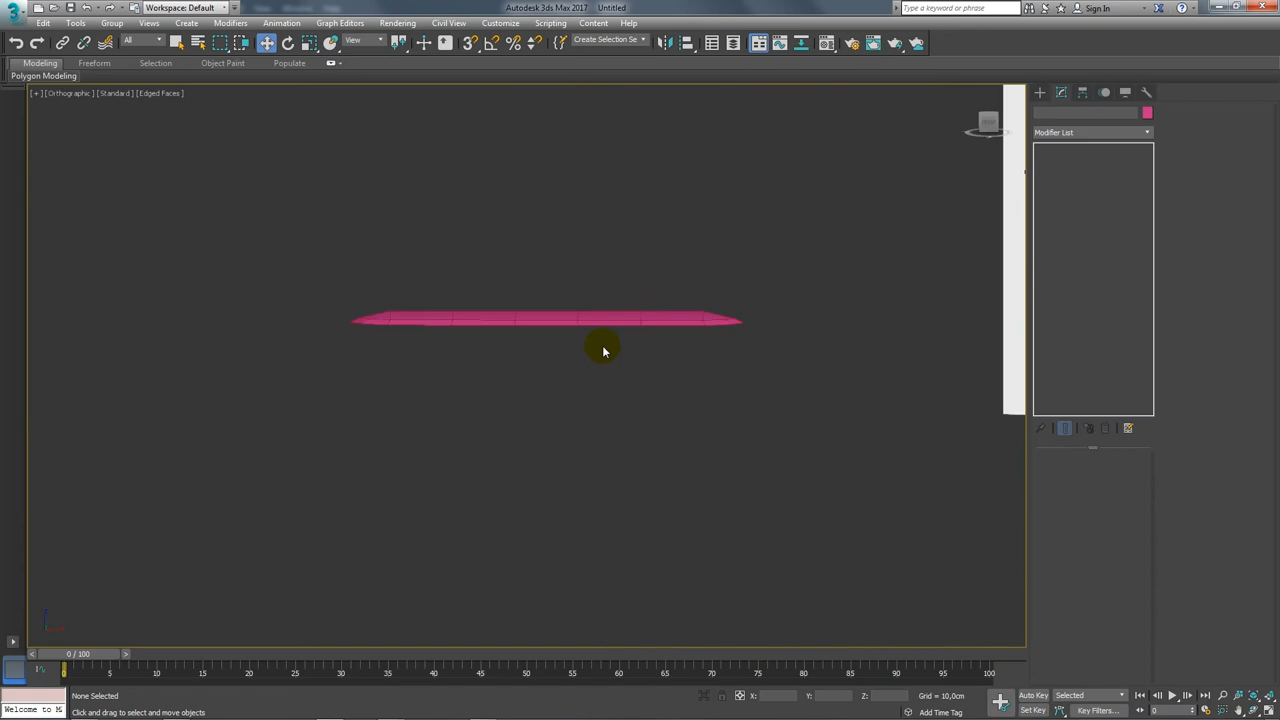 Workspace: Default
Autodesk 3ds Max 2017 Untitled
Type a keyword or phrase
Sign In
Edit Tools Group Views Create Modifiers Animation Graph Editors Rendering Civil View Customize Scripting Content Help
All
View
Create Selection Se
Modeling Freeform Selection Object Paint Populate
Polygon Modeling
[+] [Orthographic] [Standard] [Edged Faces]
Modifier List
0 / 100
0 5 10 15 20 25 30 35 40 45 50 55 60 65 70 75 80 85 90 95 100
None Selected
X: Y: Z: Grid = 10,0cm
Auto Key Selected
Welcome to M
Click and drag to select and move objects
Add Time Tag
Set Key Key Filters...
0